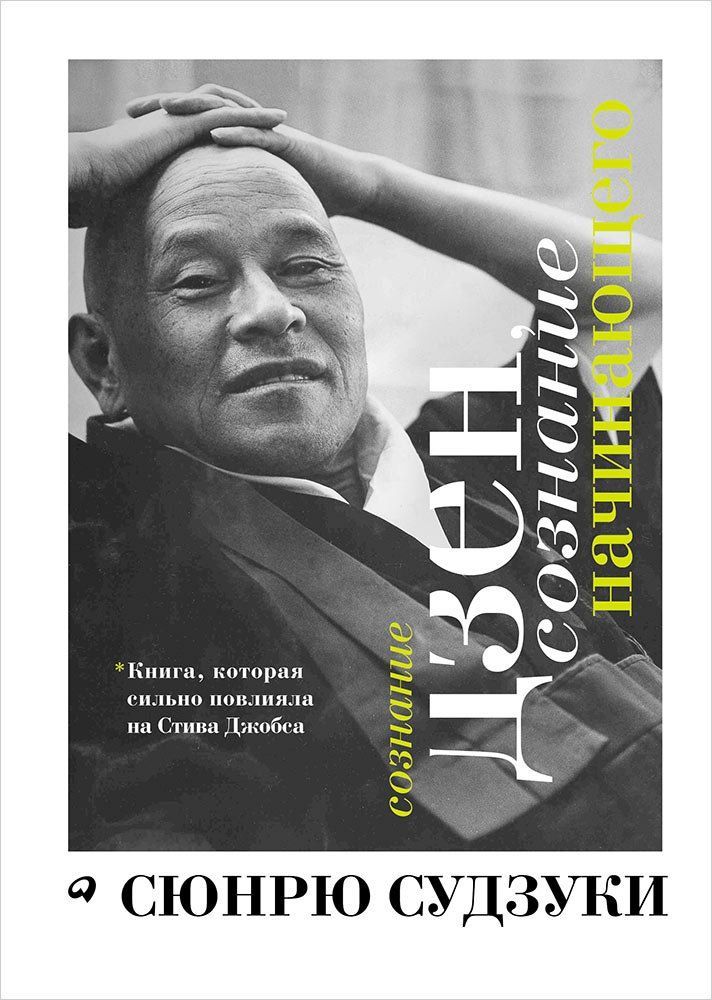 сознание
дзен,
сознание
начинающего
*Книга, которая
сильно повлияла
на Стива Джобса
СЮНРЮ СУДЗУКИ